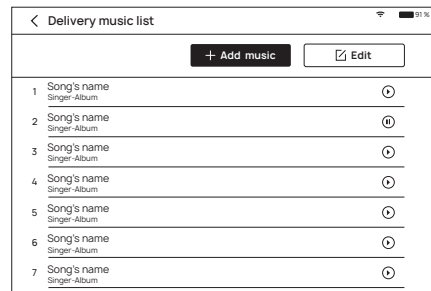 Delivery music list
91 %
+ Add music
Edit
1 Song's name
Singer-Album
2 Song's name
Singer-Album
3 Song's name
Singer-Album
4 Song's name
Singer-Album
5 Song's name
Singer-Album
6 Song's name
Singer-Album
7 Song's name
Singer-Album